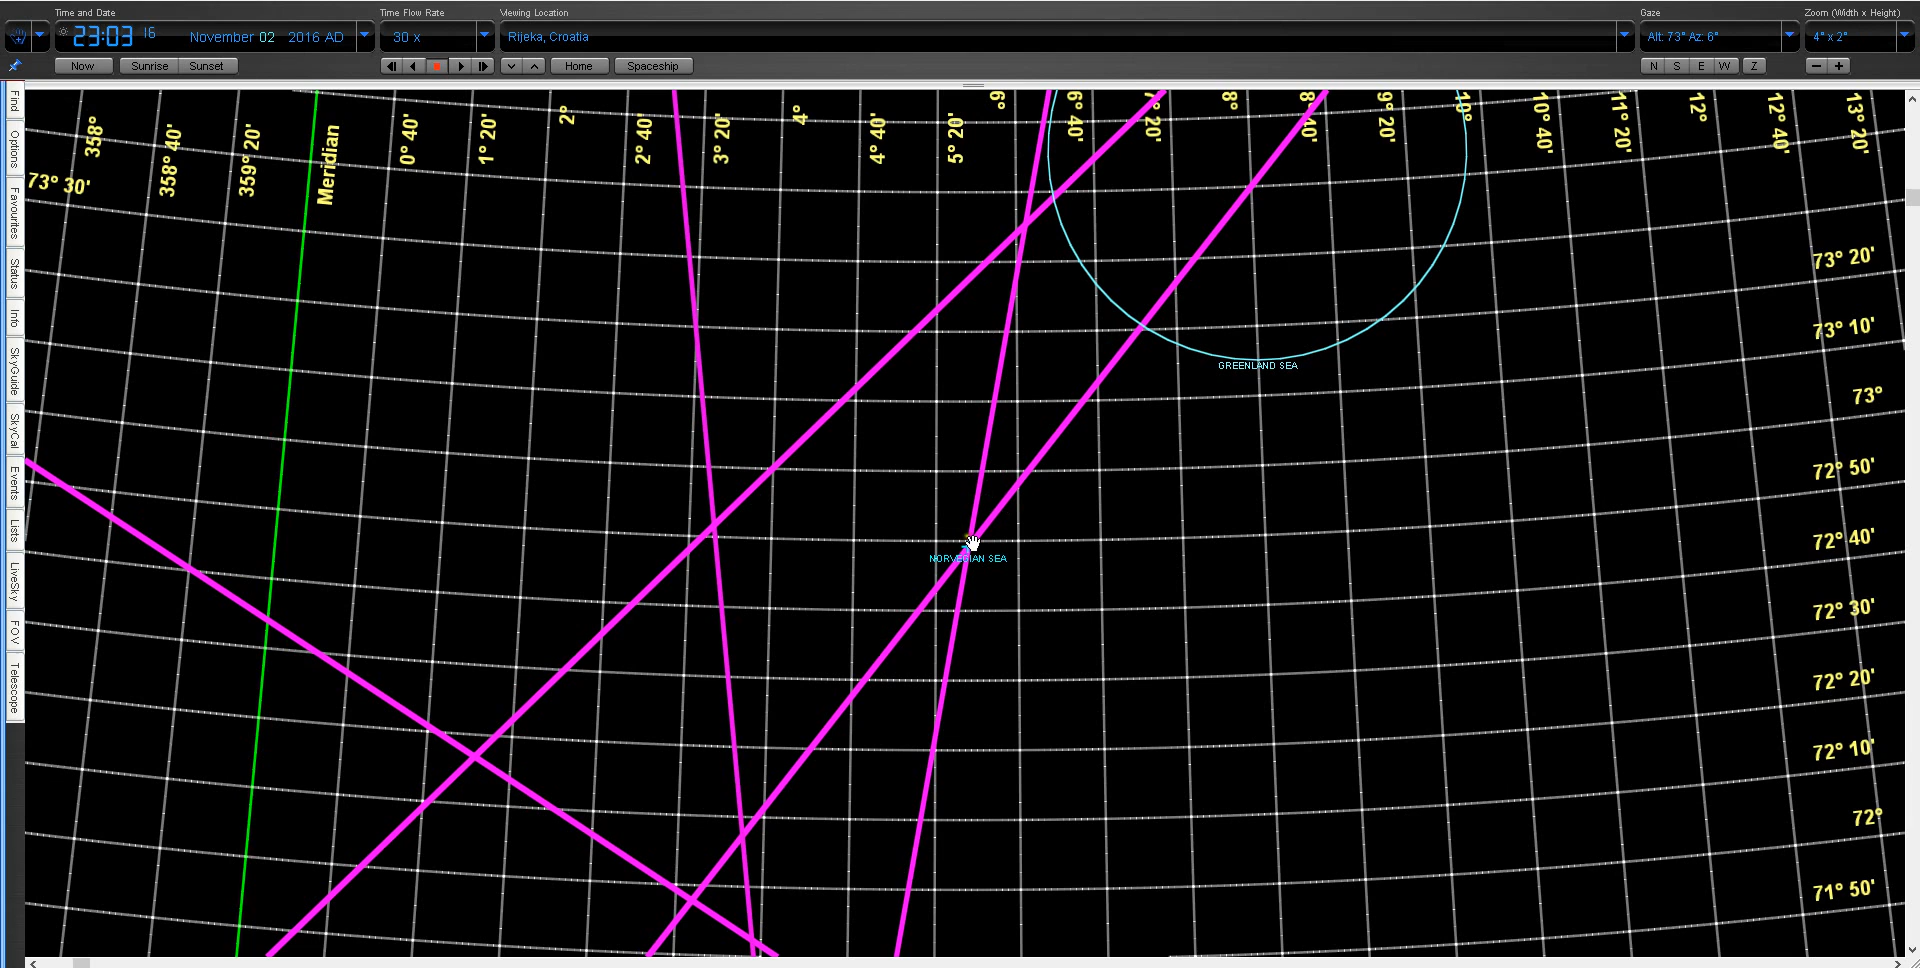 Time and Date
Time Flow Rate
Viewing Location
Gaze
Zoom (Width x Height)
23:03 16
November 02 2016 AD
30 x
Rijeka, Croatia
Alt: 73° Az: 6°
4° x 2°
Now
Sunrise
Sunset
Home
Spaceship
N
S
E
W
Z
Find
Options
Favourites
Status
Info
SkyGuide
SkyCal
Events
Lists
LiveSky
FOV
Telescope
358°
358° 40'
359° 20'
Meridian
0° 40'
1° 20'
2°
2° 40'
3° 20'
4°
4° 40'
5° 20'
6°
6° 40'
7° 20'
8°
8° 40'
9° 20'
10°
10° 40'
11° 20'
12°
12° 40'
13° 20'
73° 30'
73° 20'
73° 10'
73°
72° 50'
72° 40'
72° 30'
72° 20'
72° 10'
72°
71° 50'
GREENLAND SEA
NORVEGIAN SEA